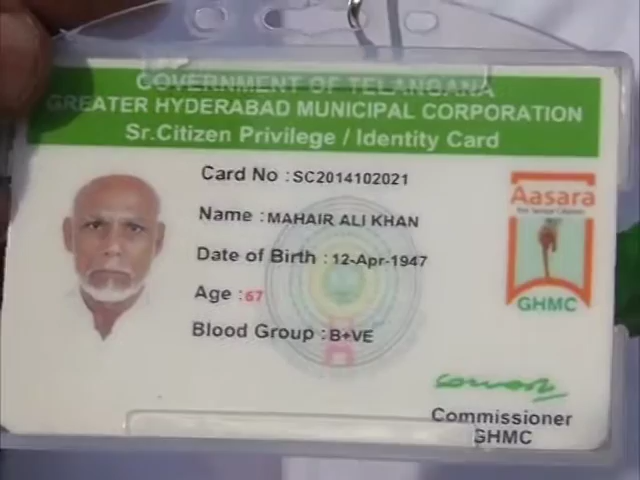 GOVERNMENT OF TELANGANA
GREATER HYDERABAD MUNICIPAL CORPORATION
Sr.Citizen Privilege / Identity Card
Card No : SC2014102021
Name : MAHAIR ALI KHAN
Date of Birth : 12-Apr-1947
Age : 67
Blood Group : B+VE
Aasara
GHMC
Commissioner
GHMC